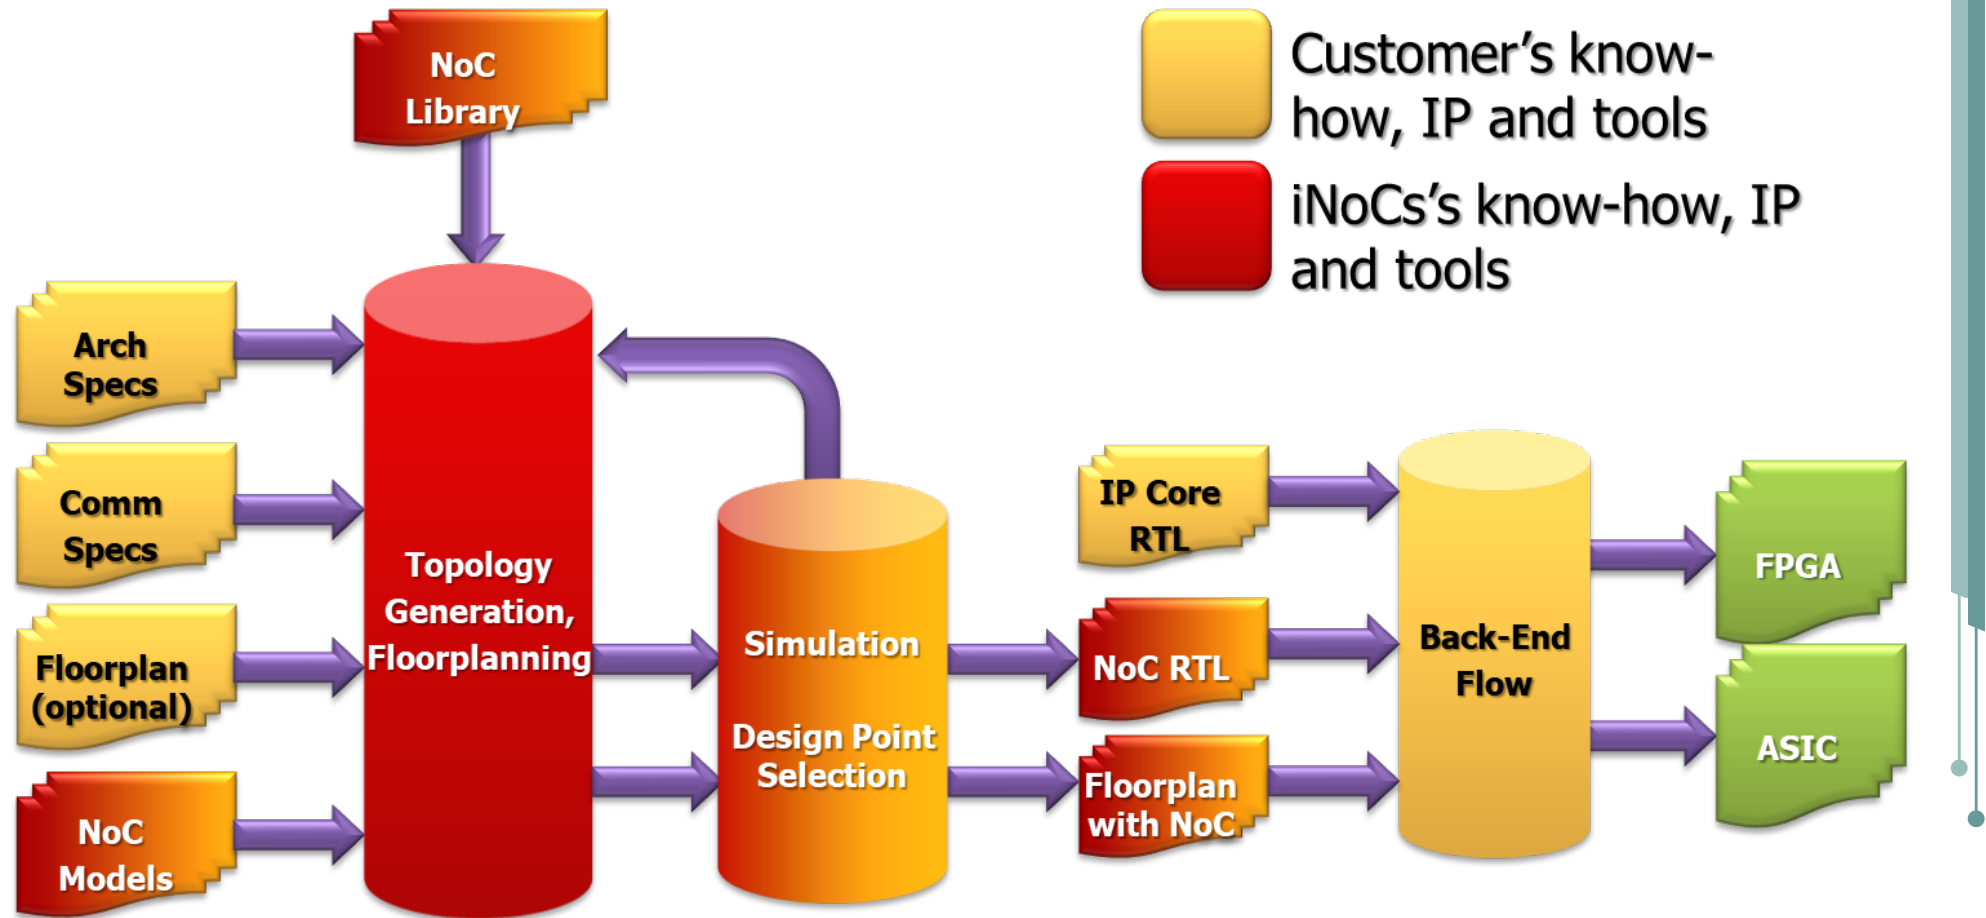 NoC
Library
Customer's know-
how, IP and tools
iNoCs's know-how, IP
and tools
Arch
Specs
Comm
Specs
Floorplan
(optional)
NoC
Models
Topology
Generation,
Floorplanning
Simulation
Design Point
Selection
IP Core
RTL
NoC RTL
Floorplan
with NoC
Back-End
Flow
FPGA
ASIC